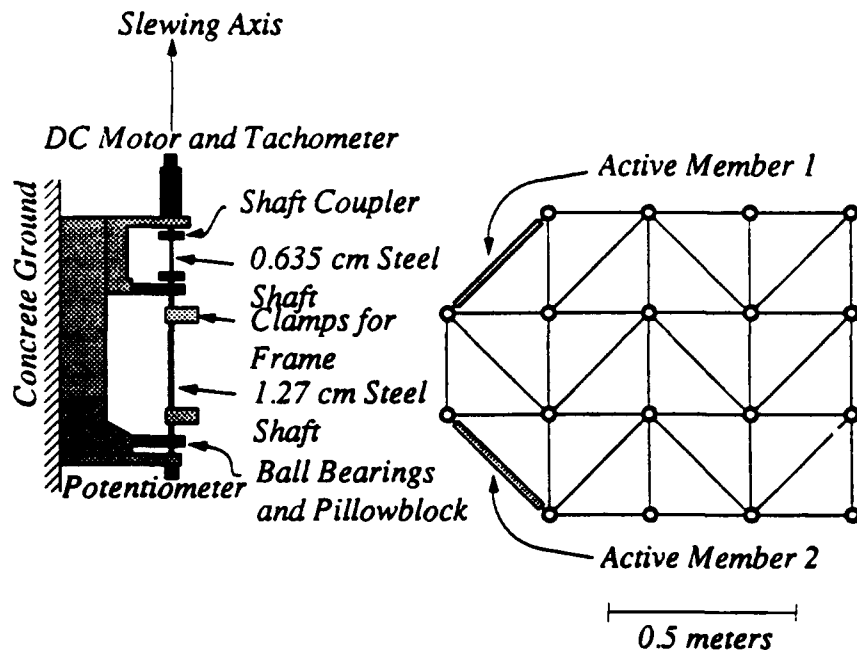 Slewing Axis
DC Motor and Tachometer
Concrete Ground
Shaft Coupler
0.635 cm Steel
Shaft
Clamps for
Frame
1.27 cm Steel
Shaft
Potentiometer
Ball Bearings
and Pillowblock
Active Member 1
Active Member 2
0.5 meters